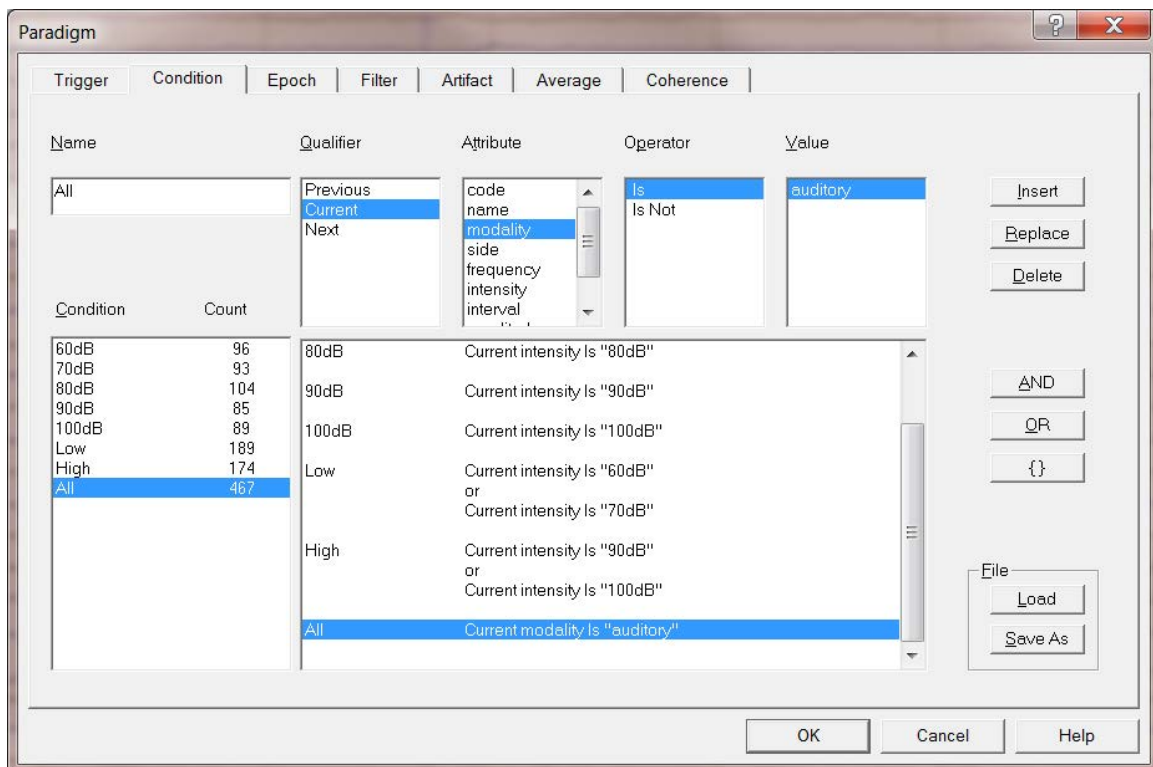 Paradigm
Trigger Condition Epoch Filter Artifact Average Coherence
Name Qualifier Attribute Operator Value
All
Previous
Current
Next
code
name
modality
side
frequency
intensity
interval
Is
Is Not
auditory
Insert
Replace
Delete
Condition Count
60dB 96
70dB 93
80dB 104
90dB 85
100dB 89
Low 189
High 174
All 467
80dB Current intensity Is "80dB"
90dB Current intensity Is "90dB"
100dB Current intensity Is "100dB"
Low Current intensity Is "60dB"
or
Current intensity Is "70dB"
High Current intensity Is "90dB"
or
Current intensity Is "100dB"
All Current modality Is "auditory"
AND
OR
{}
File
Load
Save As
OK Cancel Help